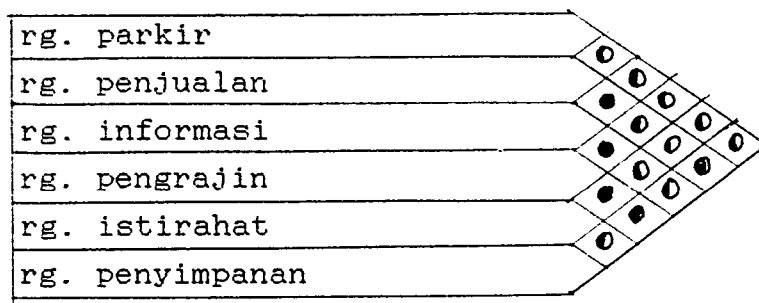 rg. parkir
rg. penjualan
rg. informasi
rg. pengrajin
rg. istirahat
rg. penyimpanan